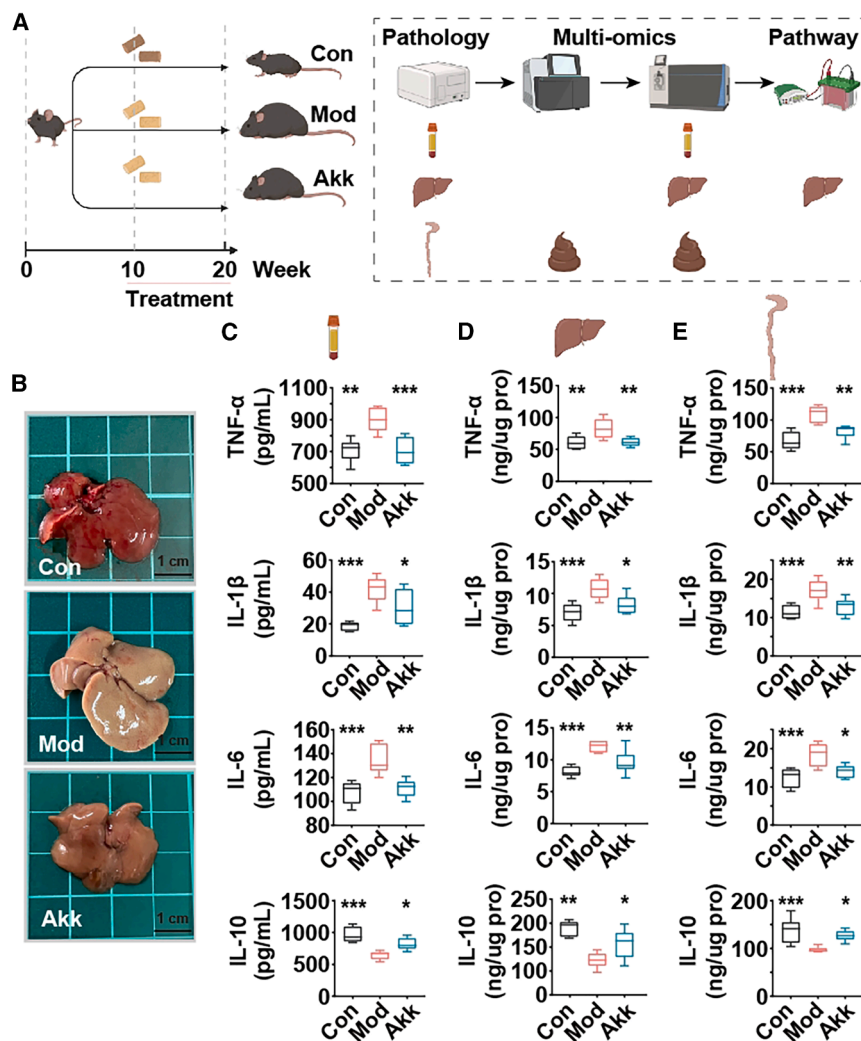 A
Con
Mod
Akk
0
10
20
Week
Treatment
Pathology
Multi-omics
Pathway
B
Con
1 cm
Mod
1 cm
Akk
1 cm
C
TNF-α
(pg/mL)
1100
900
700
500
**
***
Con
Mod
Akk
IL-1β
(pg/mL)
60
40
20
0
***
*
Con
Mod
Akk
IL-6
(pg/mL)
160
140
120
100
80
***
**
Con
Mod
Akk
IL-10
(pg/mL)
1500
1000
500
0
***
*
Con
Mod
Akk
D
TNF-α
(ng/ug pro)
150
100
50
0
**
**
Con
Mod
Akk
IL-1β
(ng/ug pro)
15
10
5
0
***
*
Con
Mod
Akk
IL-6
(ng/ug pro)
15
10
5
0
***
**
Con
Mod
Akk
IL-10
(ng/ug pro)
200
150
100
50
0
**
*
Con
Mod
Akk
E
TNF-α
(ng/ug pro)
150
100
50
0
***
**
Con
Mod
Akk
IL-1β
(ng/ug pro)
20
10
0
***
**
Con
Mod
Akk
IL-6
(ng/ug pro)
20
10
0
***
*
Con
Mod
Akk
IL-10
(ng/ug pro)
200
100
0
***
*
Con
Mod
Akk